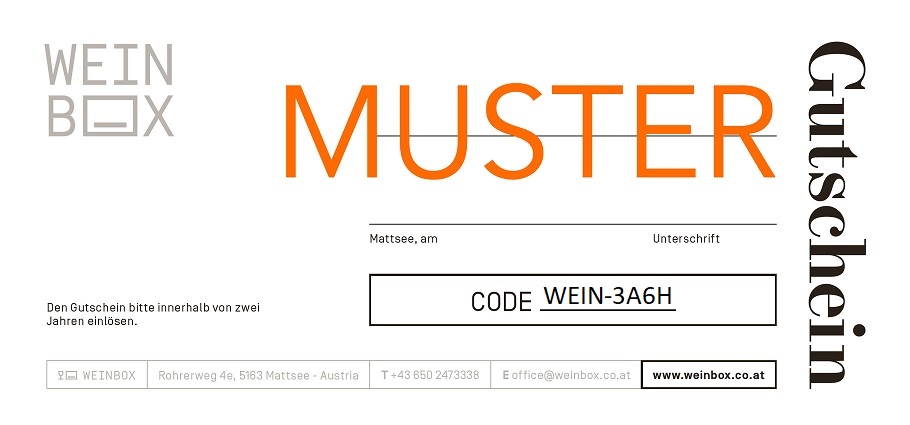 WEIN
BOX
MUSTER
Gutschein
Mattsee, am
Unterschrift
CODE WEIN-3A6H
Den Gutschein bitte innerhalb von zwei
Jahren einlösen.
WEINBOX
Rohrerweg 4e, 5163 Mattsee - Austria
T +43 650 2473338
E office@weinbox.co.at
www.weinbox.co.at